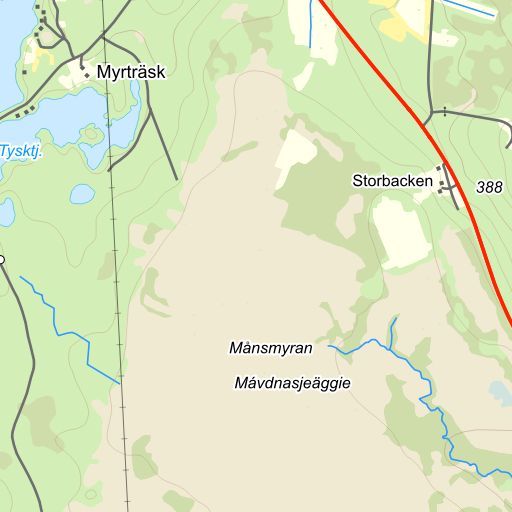 Myrträsk
Tysktj.
Storbacken
388
Månsmyran
Mávdnasjeäggie